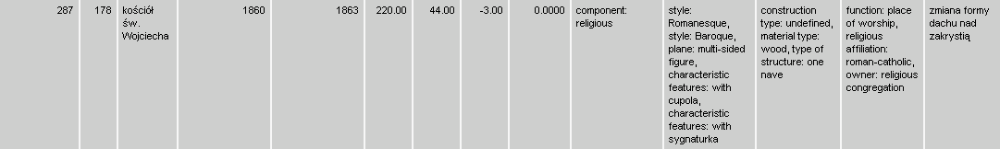 287 178 kościół św. Wojciecha 1860 1863 220.00 44.00 -3.00 0.0000 component: religious style: Romanesque, style: Baroque, plane: multi-sided figure, characteristic features: with cupola, characteristic features: with sygnaturka construction type: undefined, material type: wood, type of structure: one nave function: place of worship, religious affiliation: roman-catholic, owner: religious congregation zmiana formy dachu nad zakrystią